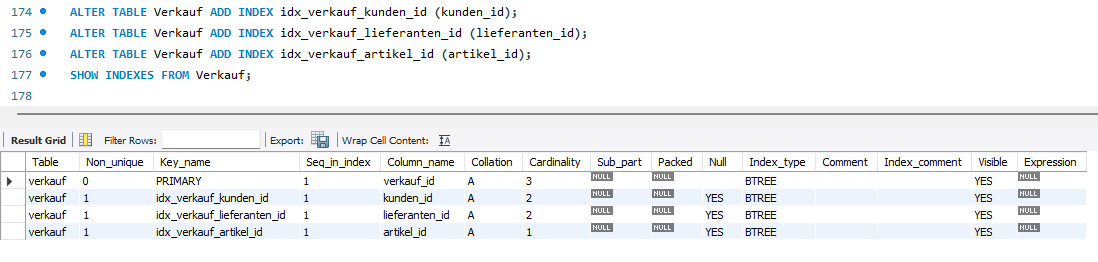 174 ALTER TABLE Verkauf ADD INDEX idx_verkauf_kunden_id (kunden_id);
175 ALTER TABLE Verkauf ADD INDEX idx_verkauf_lieferanten_id (lieferanten_id);
176 ALTER TABLE Verkauf ADD INDEX idx_verkauf_artikel_id (artikel_id);
177 SHOW INDEXES FROM Verkauf;
178
Result Grid Filter Rows: Export: Wrap Cell Content: IA
Table Non_unique Key_name Seq_in_index Column_name Collation Cardinality Sub_part Packed Null Index_type Comment Index_comment Visible Expression
verkauf 0 PRIMARY 1 verkauf_id A 3 NULL NULL BTREE YES NULL
verkauf 1 idx_verkauf_kunden_id 1 kunden_id A 2 NULL NULL YES BTREE YES NULL
verkauf 1 idx_verkauf_lieferanten_id 1 lieferanten_id A 2 NULL NULL YES BTREE YES NULL
verkauf 1 idx_verkauf_artikel_id 1 artikel_id A 1 NULL NULL YES BTREE YES NULL